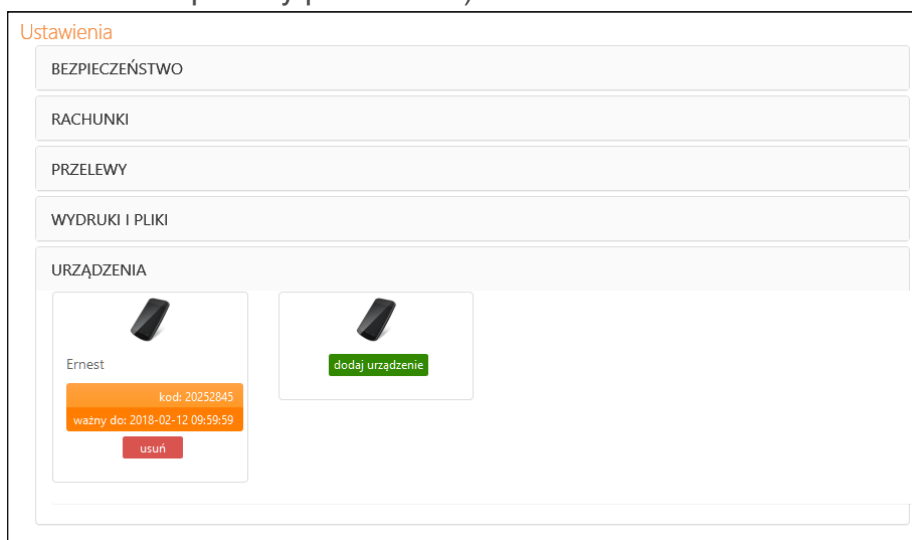 Ustawienia
BEZPIECZEŃSTWO
RACHUNKI
PRZELEWY
WYDRUKI I PLIKI
URZĄDZENIA
Ernest
kod: 20252845
ważny do: 2018-02-12 09:59:59
usuń
dodaj urządzenie